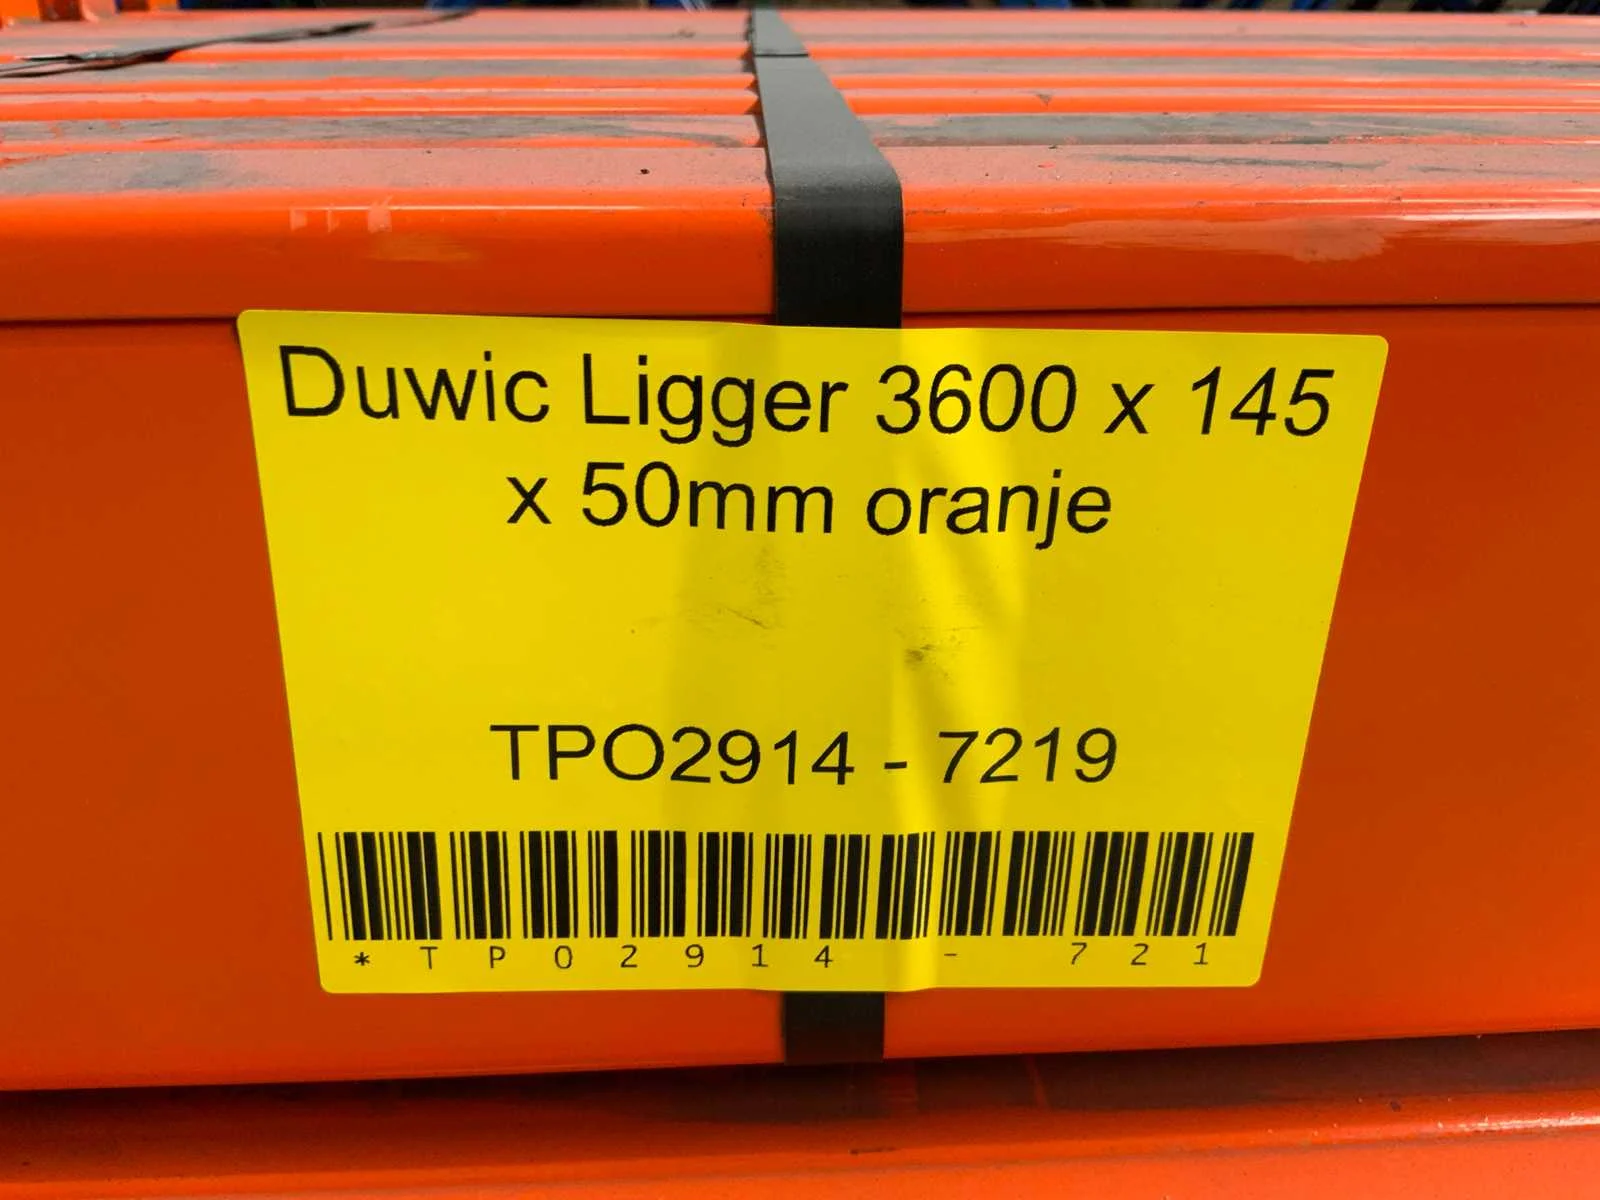 Duwic Ligger 3600 x 145
x 50mm oranje
TPO2914 - 7219
*TPO2914 - 721